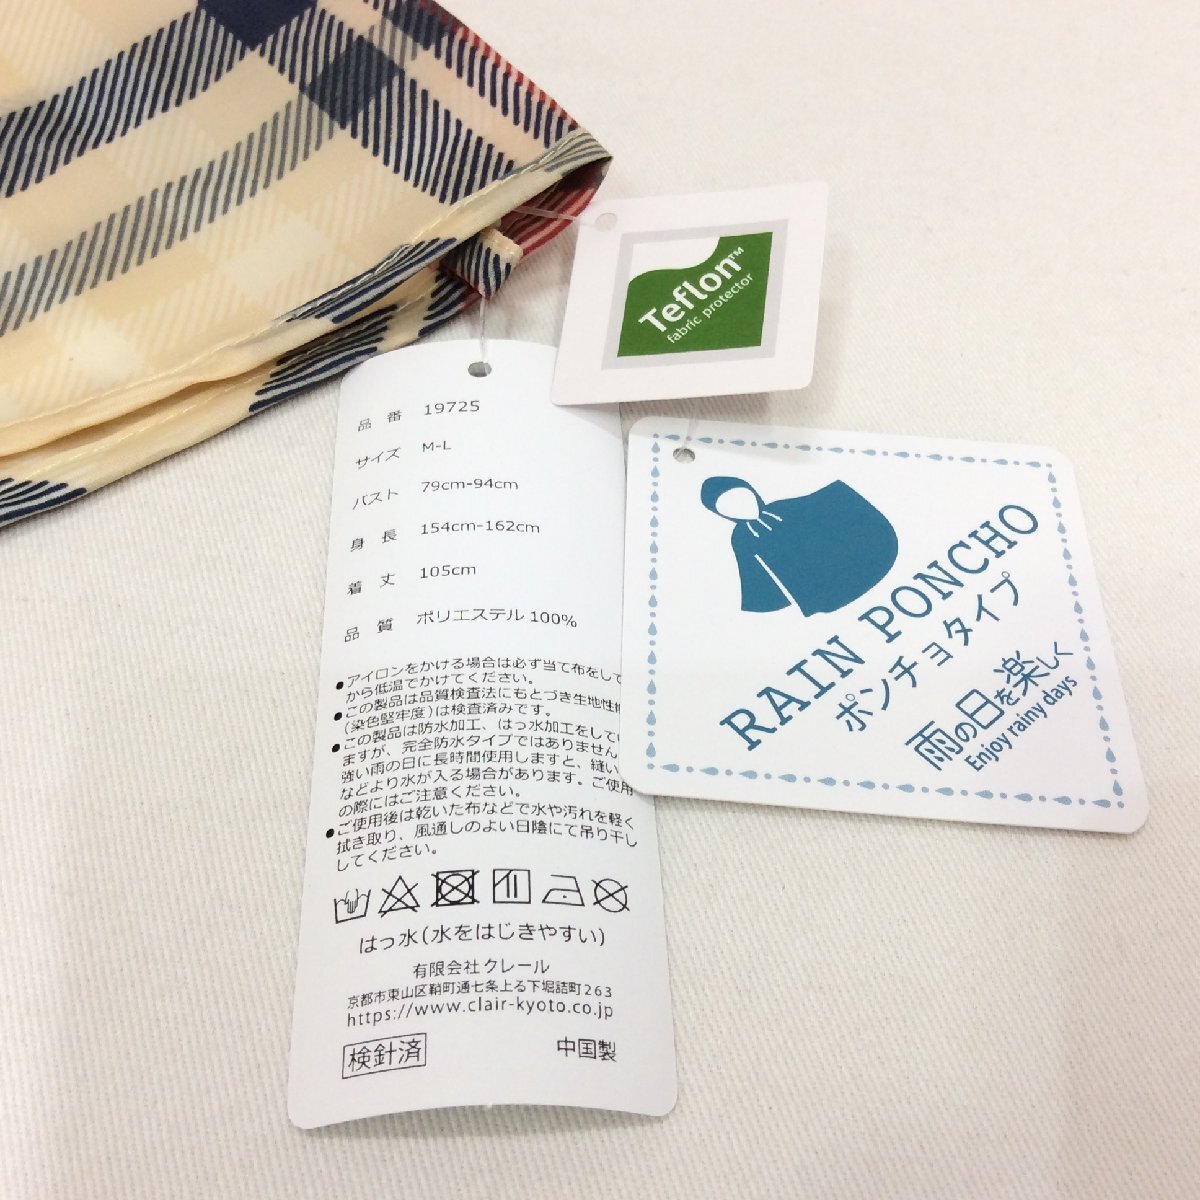 Teflon™
fabric protector
品番 19725
サイズ M-L
バスト 79cm-94cm
身長 154cm-162cm
着丈 105cm
品質 ポリエステル 100%
●アイロンをかける場合は必ず当て布をして
から低温でかけてください。
●この製品は品質検査法にもとづき生地性
(染色堅牢度)は検査済みです。
●この製品は防水加工、はっ水加工をしてい
ますが、完全防水タイプではありません
強い雨の日に長時間使用しますと、縫い
などより水が入る場合があります。ご使用
の際にはご注意ください。
●ご使用後は乾いた布などで水や汚れを軽く
拭き取り、風通しのよい日陰にて吊り干し
してください。
はっ水(水をはじきやすい)
有限会社クレール
京都市東山区鞘町通七条上る下堀詰町263
https://www.clair-kyoto.co.jp
検針済
中国製
RAIN PONCHO
ポンチョタイプ
雨の日を楽しく
Enjoy rainy days